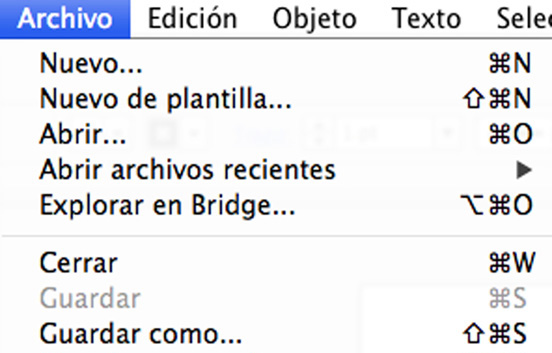 Archivo Edición Objeto Texto
Nuevo... ⌘N
Nuevo de plantilla... ⇧⌘N
Abrir... ⌘O
Abrir archivos recientes ▶
Explorar en Bridge... ⌥⌘O
Cerrar ⌘W
Guardar ⌘S
Guardar como... ⇧⌘S